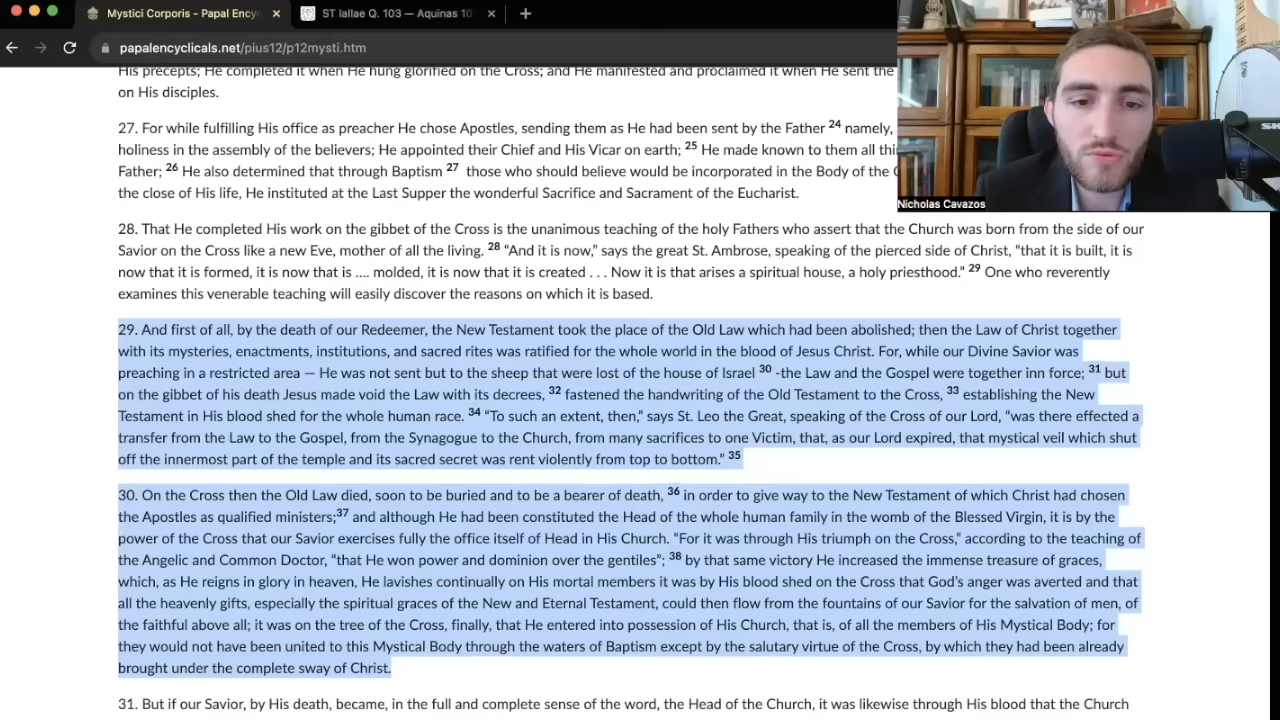 Mystici Corporis - Papal Ency
ST IaIIae Q. 103 — Aquinas 10
papalencyclicals.net/pius12/p12mysti.htm
His precepts; He completed it when He hung glorified on the Cross; and He manifested and proclaimed it when He sent the
on His disciples.
27. For while fulfilling His office as preacher He chose Apostles, sending them as He had been sent by the Father 24 namely,
holiness in the assembly of the believers; He appointed their Chief and His Vicar on earth; 25 He made known to them all thi
Father; 26 He also determined that through Baptism 27 those who should believe would be incorporated in the Body of the C
the close of His life, He instituted at the Last Supper the wonderful Sacrifice and Sacrament of the Eucharist.
Nicholas Cavazos
28. That He completed His work on the gibbet of the Cross is the unanimous teaching of the holy Fathers who assert that the Church was born from the side of our
Savior on the Cross like a new Eve, mother of all the living. 28 “And it is now,” says the great St. Ambrose, speaking of the pierced side of Christ, “that it is built, it is
now that it is formed, it is now that is .... molded, it is now that it is created . . . Now it is that arises a spiritual house, a holy priesthood.” 29 One who reverently
examines this venerable teaching will easily discover the reasons on which it is based.
29. And first of all, by the death of our Redeemer, the New Testament took the place of the Old Law which had been abolished; then the Law of Christ together
with its mysteries, enactments, institutions, and sacred rites was ratified for the whole world in the blood of Jesus Christ. For, while our Divine Savior was
preaching in a restricted area — He was not sent but to the sheep that were lost of the house of Israel 30 -the Law and the Gospel were together inn force; 31 but
on the gibbet of his death Jesus made void the Law with its decrees, 32 fastened the handwriting of the Old Testament to the Cross, 33 establishing the New
Testament in His blood shed for the whole human race. 34 “To such an extent, then,” says St. Leo the Great, speaking of the Cross of our Lord, “was there effected a
transfer from the Law to the Gospel, from the Synagogue to the Church, from many sacrifices to one Victim, that, as our Lord expired, that mystical veil which shut
off the innermost part of the temple and its sacred secret was rent violently from top to bottom.” 35
30. On the Cross then the Old Law died, soon to be buried and to be a bearer of death, 36 in order to give way to the New Testament of which Christ had chosen
the Apostles as qualified ministers;37 and although He had been constituted the Head of the whole human family in the womb of the Blessed Virgin, it is by the
power of the Cross that our Savior exercises fully the office itself of Head in His Church. “For it was through His triumph on the Cross,” according to the teaching of
the Angelic and Common Doctor, “that He won power and dominion over the gentiles”; 38 by that same victory He increased the immense treasure of graces,
which, as He reigns in glory in heaven, He lavishes continually on His mortal members it was by His blood shed on the Cross that God’s anger was averted and that
all the heavenly gifts, especially the spiritual graces of the New and Eternal Testament, could then flow from the fountains of our Savior for the salvation of men, of
the faithful above all; it was on the tree of the Cross, finally, that He entered into possession of His Church, that is, of all the members of His Mystical Body; for
they would not have been united to this Mystical Body through the waters of Baptism except by the salutary virtue of the Cross, by which they had been already
brought under the complete sway of Christ.
31. But if our Savior, by His death, became, in the full and complete sense of the word, the Head of the Church, it was likewise through His blood that the Church